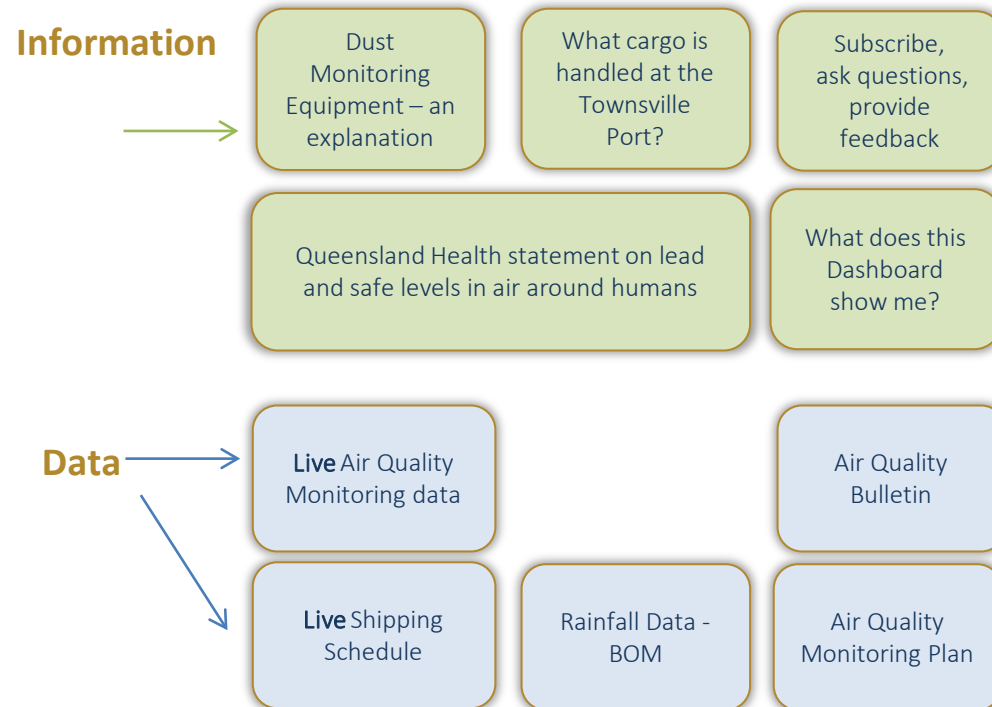 Information
Dust
Monitoring
Equipment – an
explanation
What cargo is
handled at the
Townsville
Port?
Subscribe,
ask questions,
provide
feedback
Queensland Health statement on lead
and safe levels in air around humans
What does this
Dashboard
show me?
Data
Live Air Quality
Monitoring data
Air Quality
Bulletin
Live Shipping
Schedule
Rainfall Data -
BOM
Air Quality
Monitoring Plan